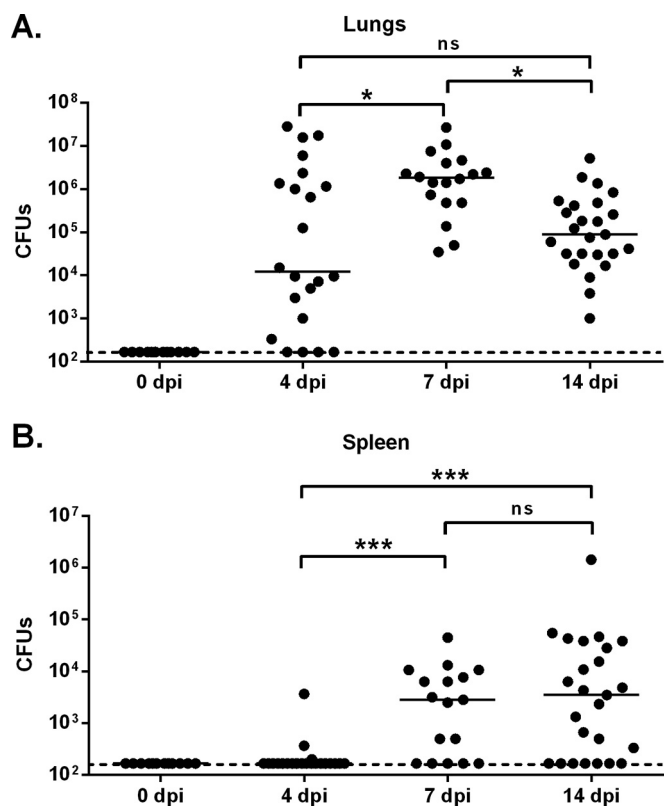 A.
Lungs
ns
*
*
10⁸
10⁷
10⁶
10⁵
10⁴
10³
10²
CFUs
0 dpi 4 dpi 7 dpi 14 dpi
B.
Spleen
***
ns
***
10⁷
10⁶
10⁵
10⁴
10³
10²
CFUs
0 dpi 4 dpi 7 dpi 14 dpi